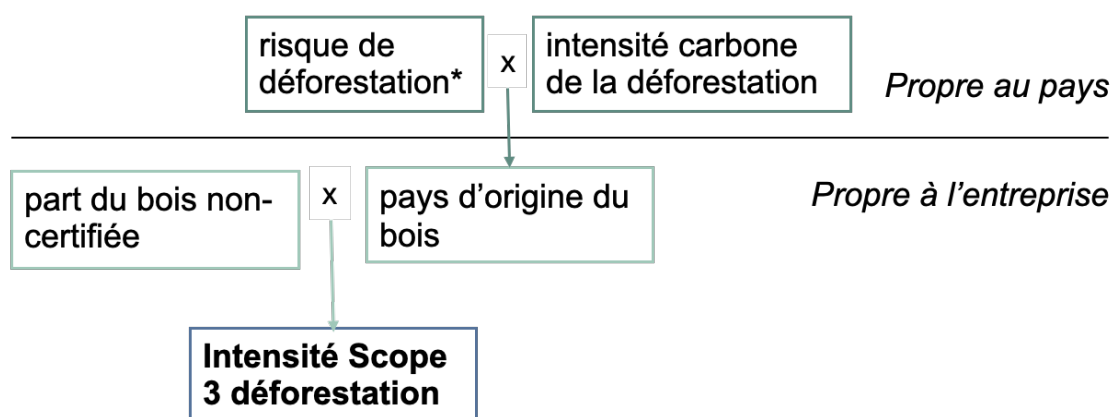 risque de
déforestation*
x
intensité carbone
de la déforestation
Propre au pays
part du bois non-
certifiée
x
pays d'origine du
bois
Propre à l'entreprise
Intensité Scope
3 déforestation